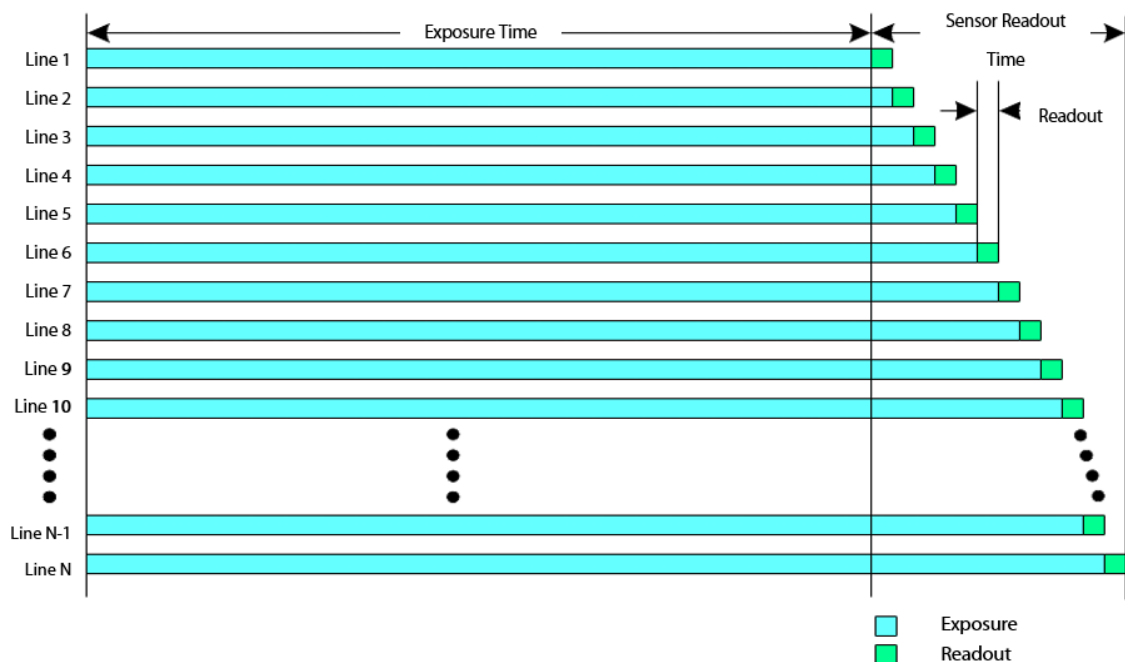 Exposure Time
Sensor Readout
Time
Readout
Line 1
Line 2
Line 3
Line 4
Line 5
Line 6
Line 7
Line 8
Line 9
Line 10
Line N-1
Line N
Exposure
Readout